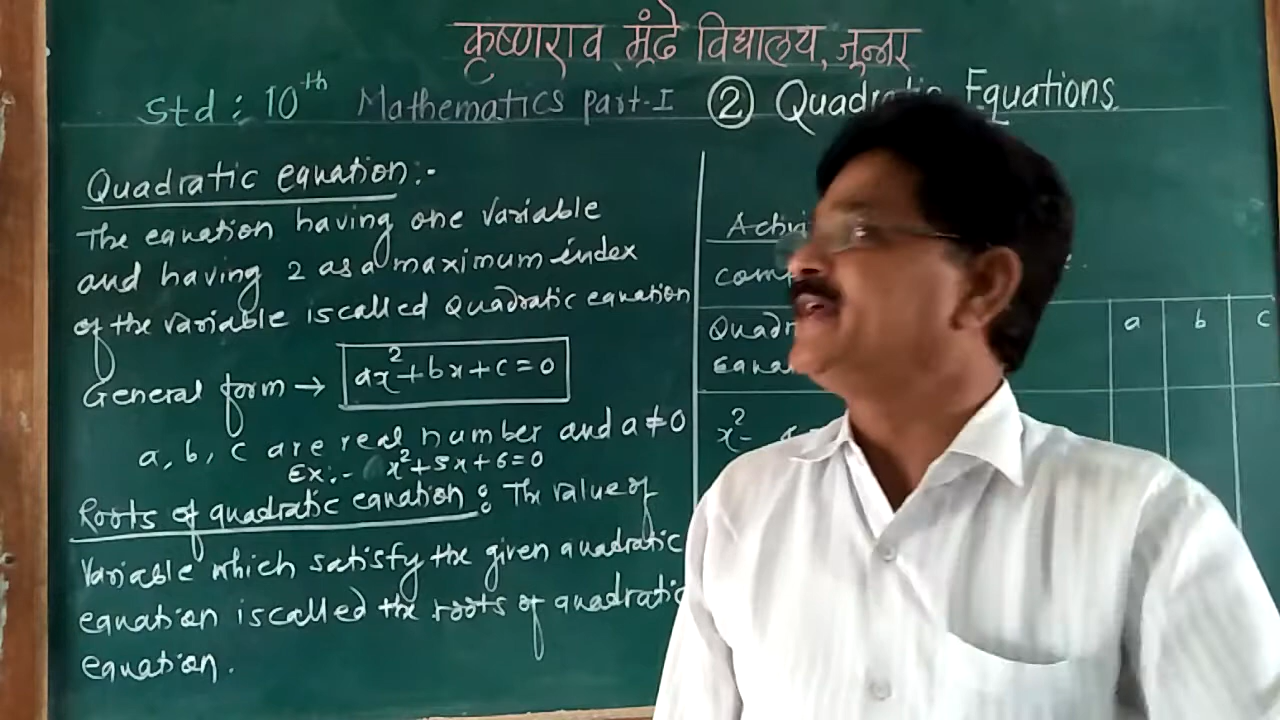 कृष्णराव मुंढे विद्यालय, जुन्नर
Std : 10th Mathematics part-I ② Quadratic Equations
Quadratic equation:-
The equation having one variable
and having 2 as a maximum index
of the variable is called Quadratic equation
General form → ax²+bx+c=0
a, b, c are real number and a≠0
Ex:- x²+5x+6=0
Roots of quadratic equation : The value of
Variable which satisfy the given quadratic
equation is called the roots of quadratic
equation.
a b c
x²-